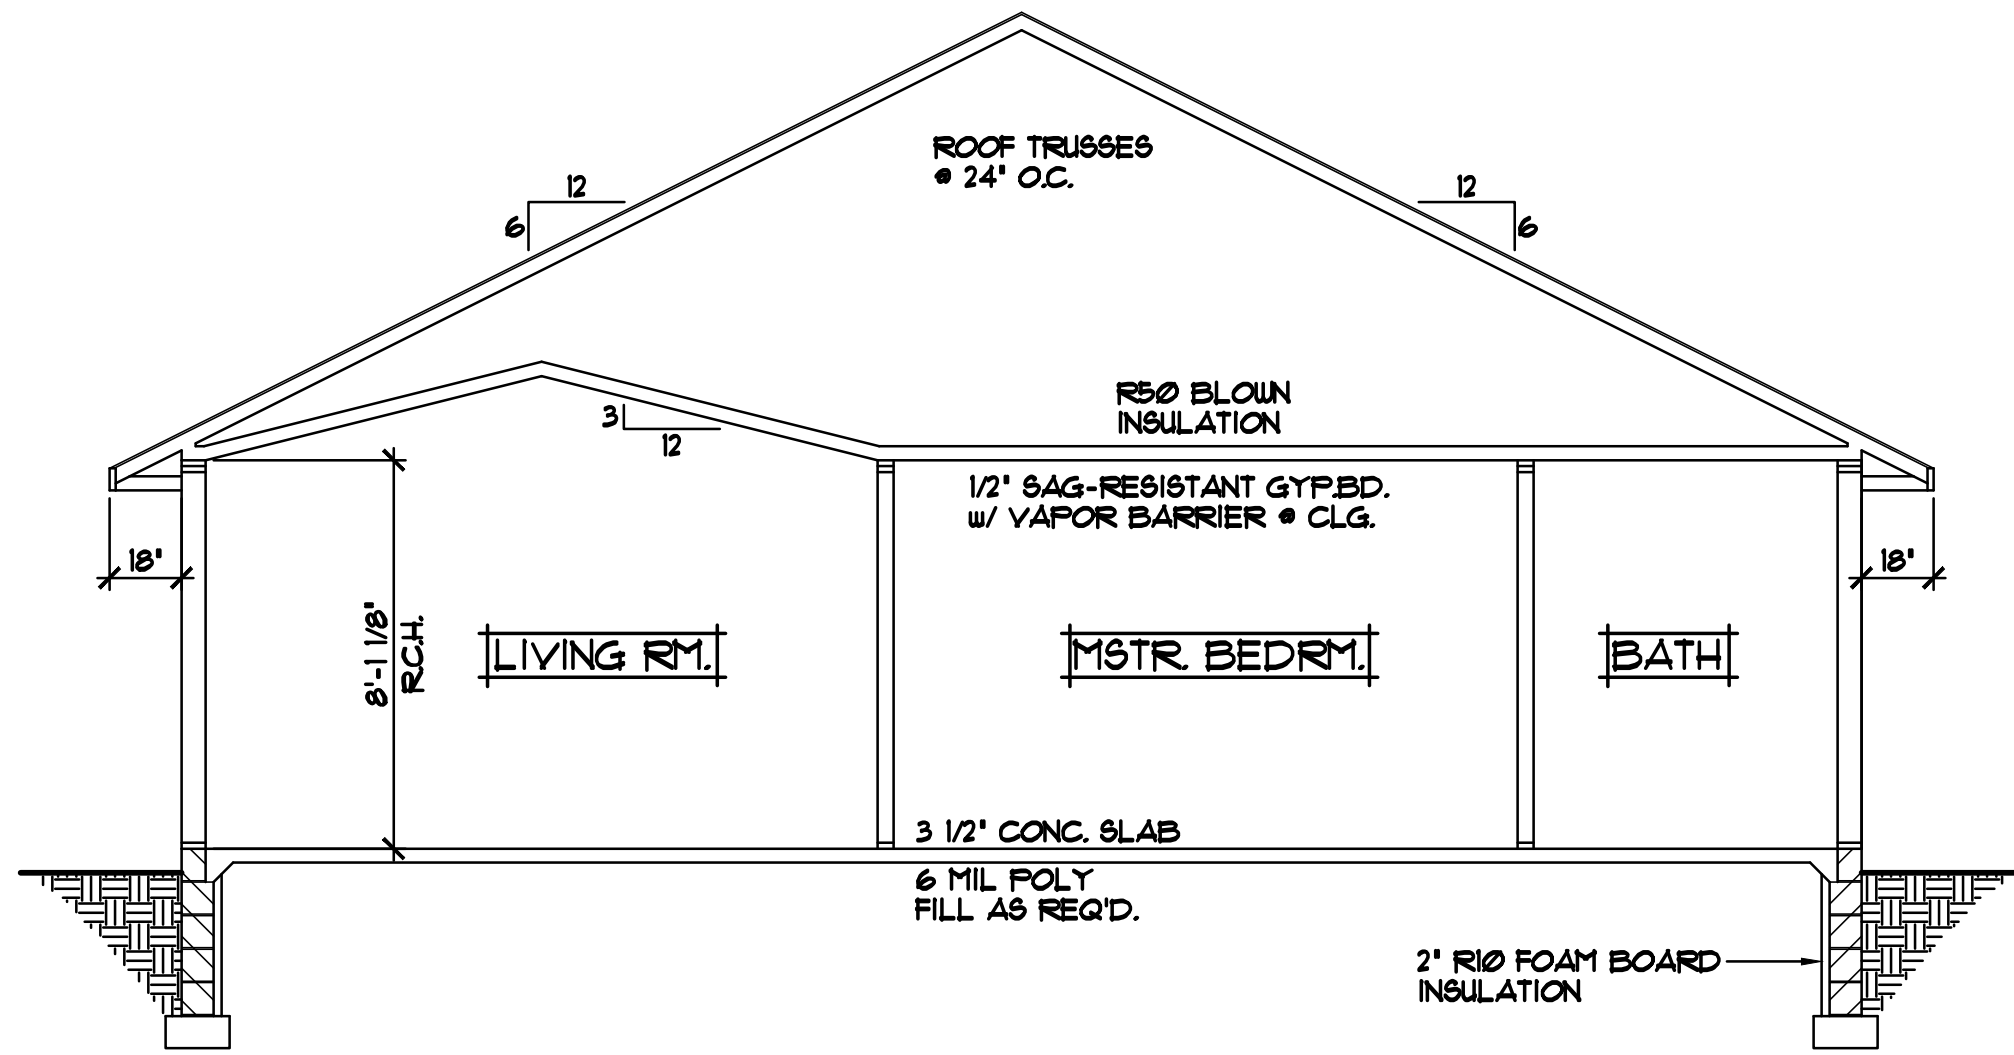 ROOF TRUSSES
@ 24" O.C.
12
6
12
6
3
12
R50 BLOWN
INSULATION
1/2" SAG-RESISTANT GYP.BD.
w/ VAPOR BARRIER @ CLG.
18"
18"
8'-1 1/8"
R.C.H.
LIVING RM.
MSTR. BEDRM.
BATH
3 1/2" CONC. SLAB
6 MIL POLY
FILL AS REQ'D.
2" R10 FOAM BOARD
INSULATION